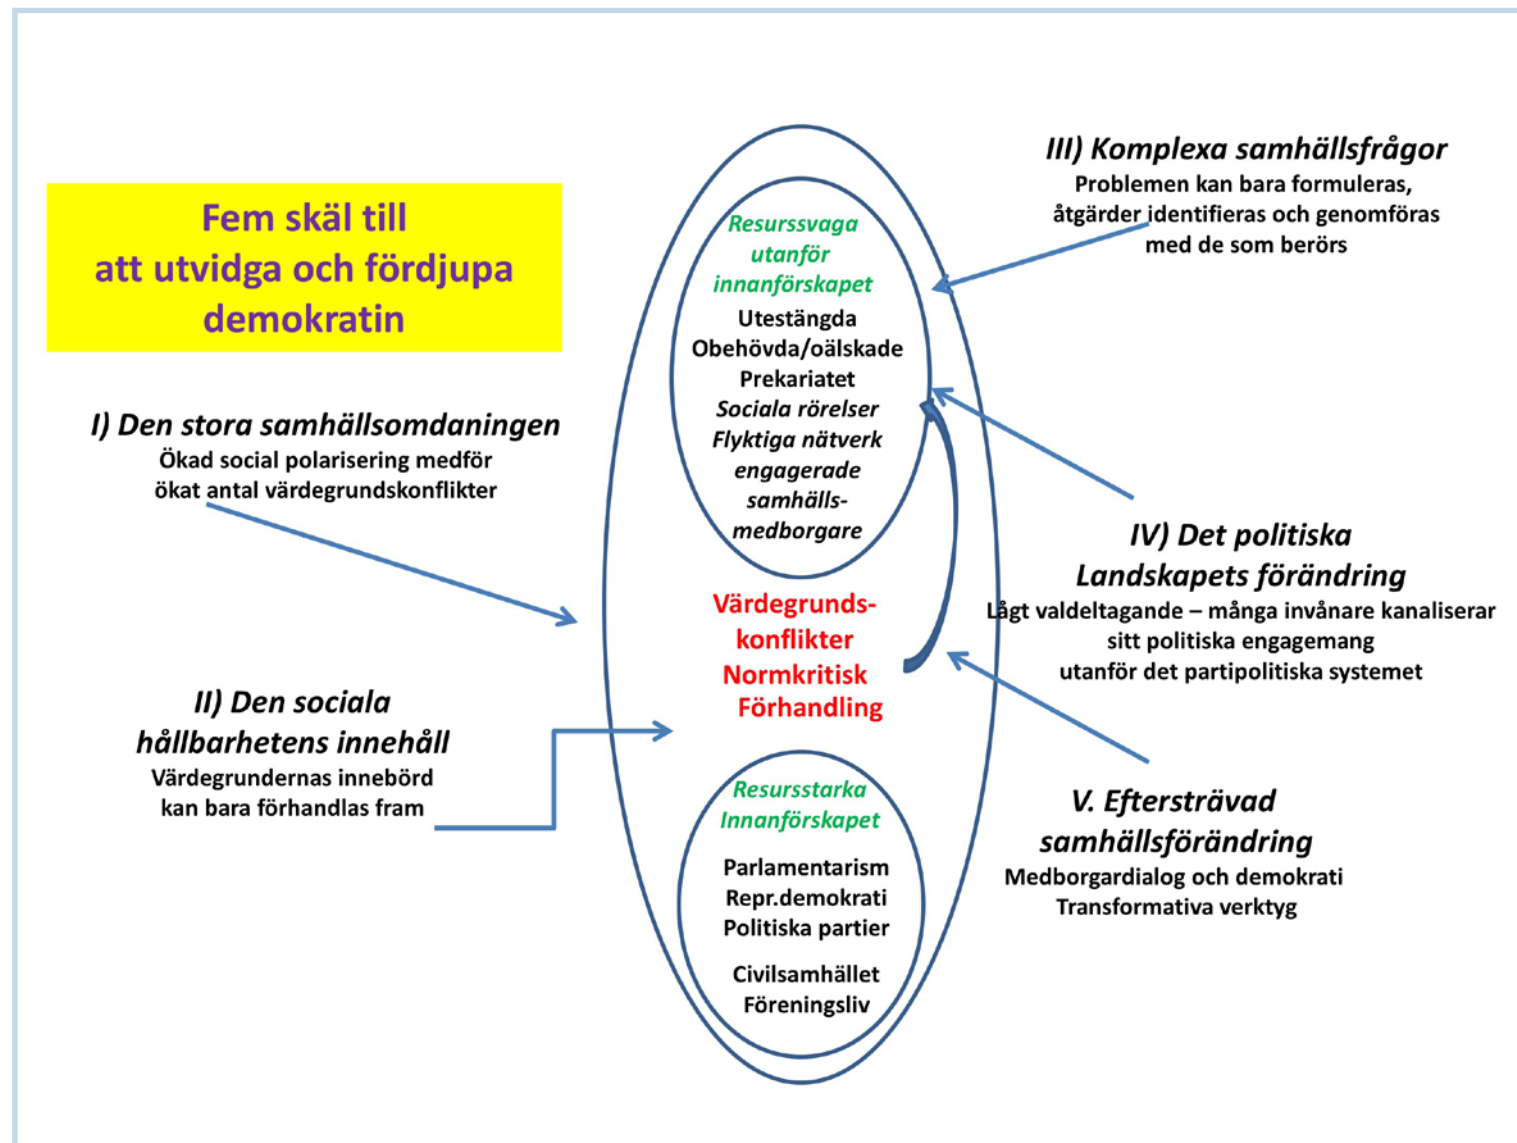 Fem skäl till
att utvidga och fördjupa
demokratin
I) Den stora samhällsomdaningen
Ökad social polarisering medför
ökat antal värdegrundskonflikter
II) Den sociala
hållbarhetens innehåll
Värdegrundernas innebörd
kan bara förhandlas fram
Resurssvaga
utanför
innanförskapet
Utestängda
Obehövda/oälskade
Prekariatet
Sociala rörelser
Flyktiga nätverk
engagerade
samhälls-
medborgare
Värdegrunds-
konflikter
Normkritisk
Förhandling
Resursstarka
Innanförskapet
Parlamentarism
Repr.demokrati
Politiska partier
Civilsamhället
Föreningsliv
III) Komplexa samhällsfrågor
Problemen kan bara formuleras,
åtgärder identifieras och genomföras
med de som berörs
IV) Det politiska
Landskapets förändring
Lågt valdeltagande – många invånare kanaliserar
sitt politiska engagemang
utanför det partipolitiska systemet
V. Eftersträvad
samhällsförändring
Medborgardialog och demokrati
Transformativa verktyg